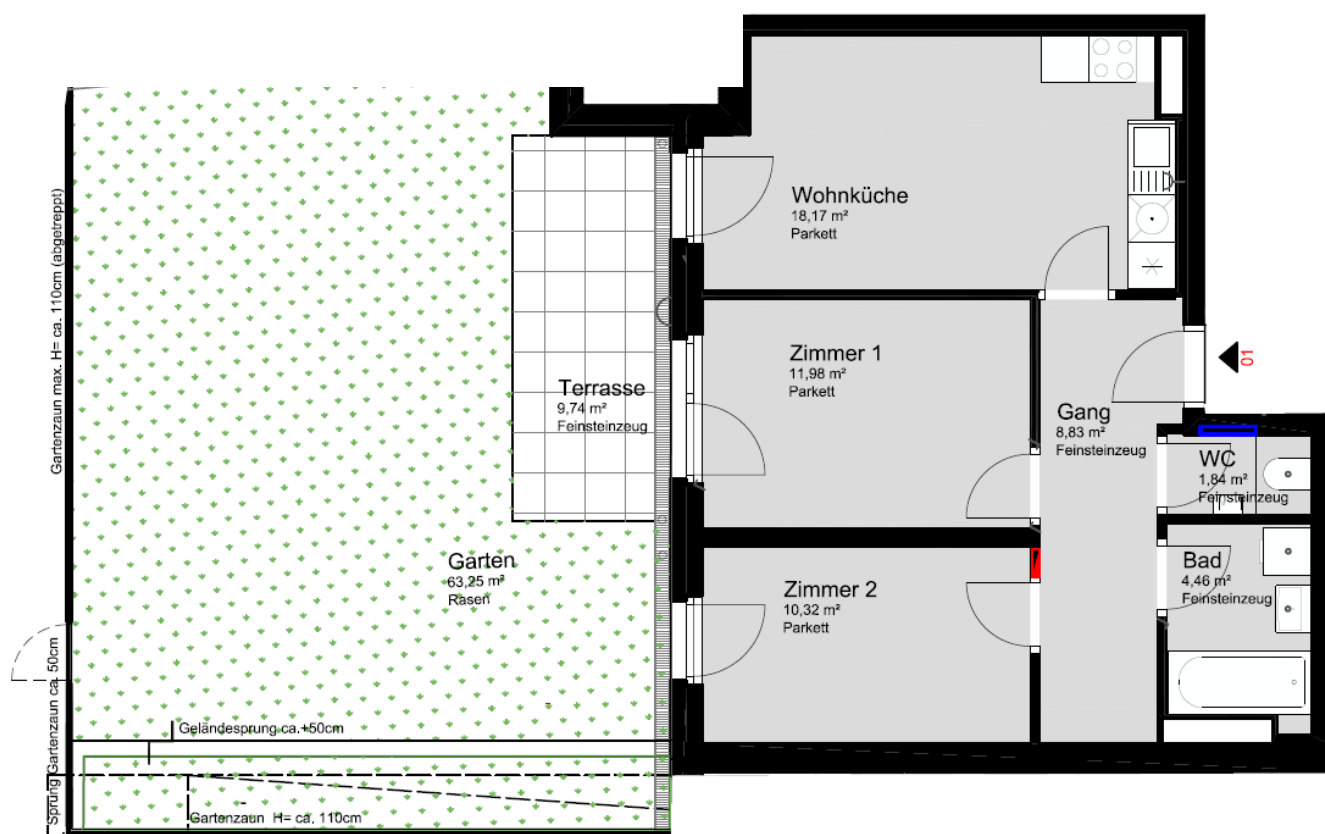 Wohnküche
18,17 m²
Parkett
Zimmer 1
11,98 m²
Parkett
Terrasse
9,74 m²
Feinsteinzeug
Gang
8,83 m²
Feinsteinzeug
01
WC
1,84 m²
Feinsteinzeug
Garten
63,25 m²
Rasen
Zimmer 2
10,32 m²
Parkett
Bad
4,46 m²
Feinsteinzeug
Gartenzaun max. H= ca. 110cm (abgetreppt)
Sprung Gartenzaun ca. 50cm
Geländesprung ca.+50cm
Gartenzaun H= ca. 110cm